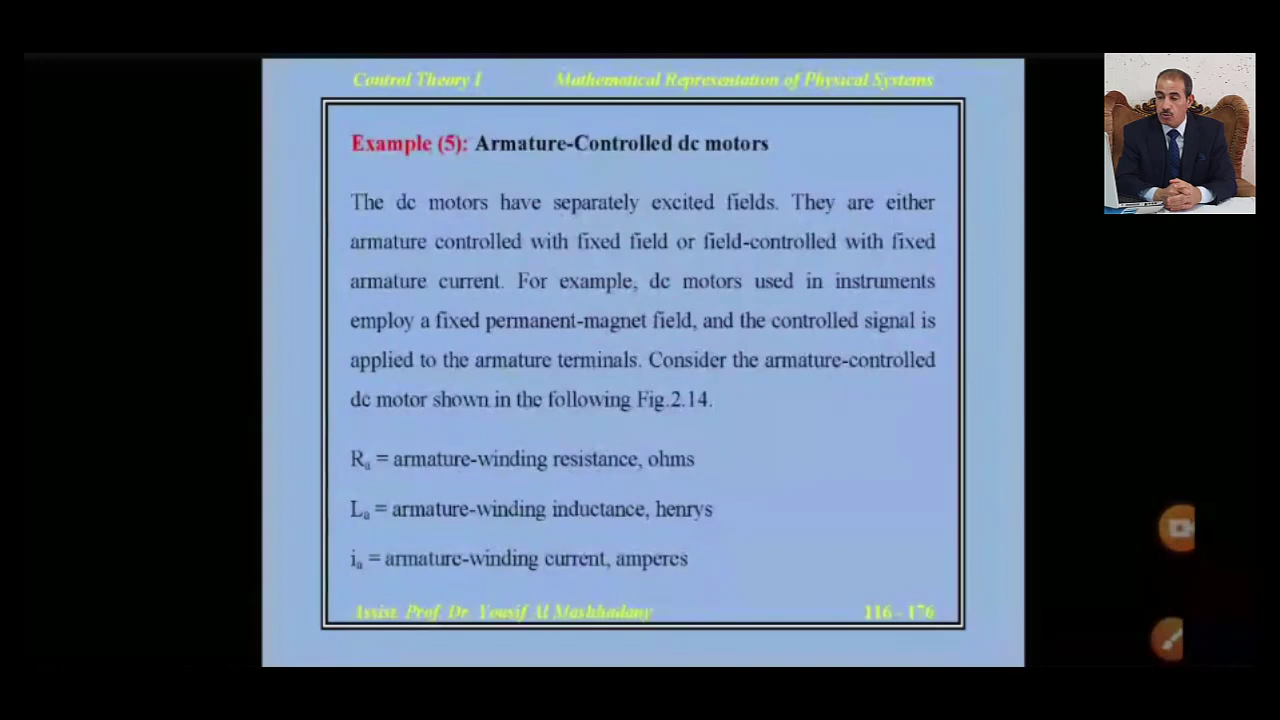 Control Theory I Mathematical Representation of Physical Systems
Example (5): Armature-Controlled dc motors
The dc motors have separately excited fields. They are either
armature controlled with fixed field or field-controlled with fixed
armature current. For example, dc motors used in instruments
employ a fixed permanent-magnet field, and the controlled signal is
applied to the armature terminals. Consider the armature-controlled
dc motor shown in the following Fig.2.14.
Rₐ = armature-winding resistance, ohms
Lₐ = armature-winding inductance, henrys
iₐ = armature-winding current, amperes
Assist. Prof. Dr. Yousif Al Mashhadany 116 - 176